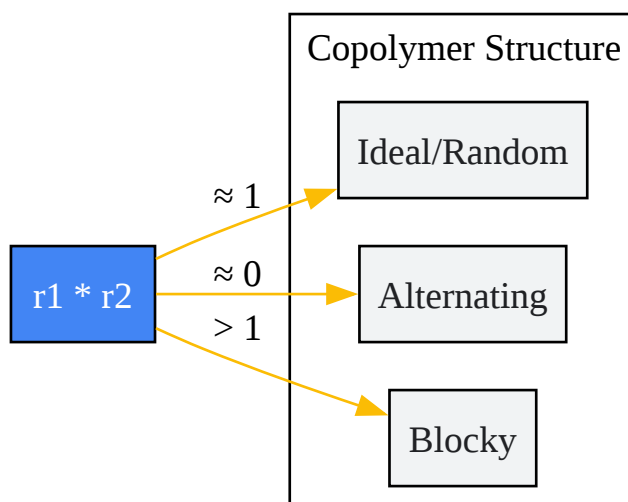 Copolymer Structure
Ideal/Random
≈ 1
r1 * r2
≈ 0
Alternating
> 1
Blocky